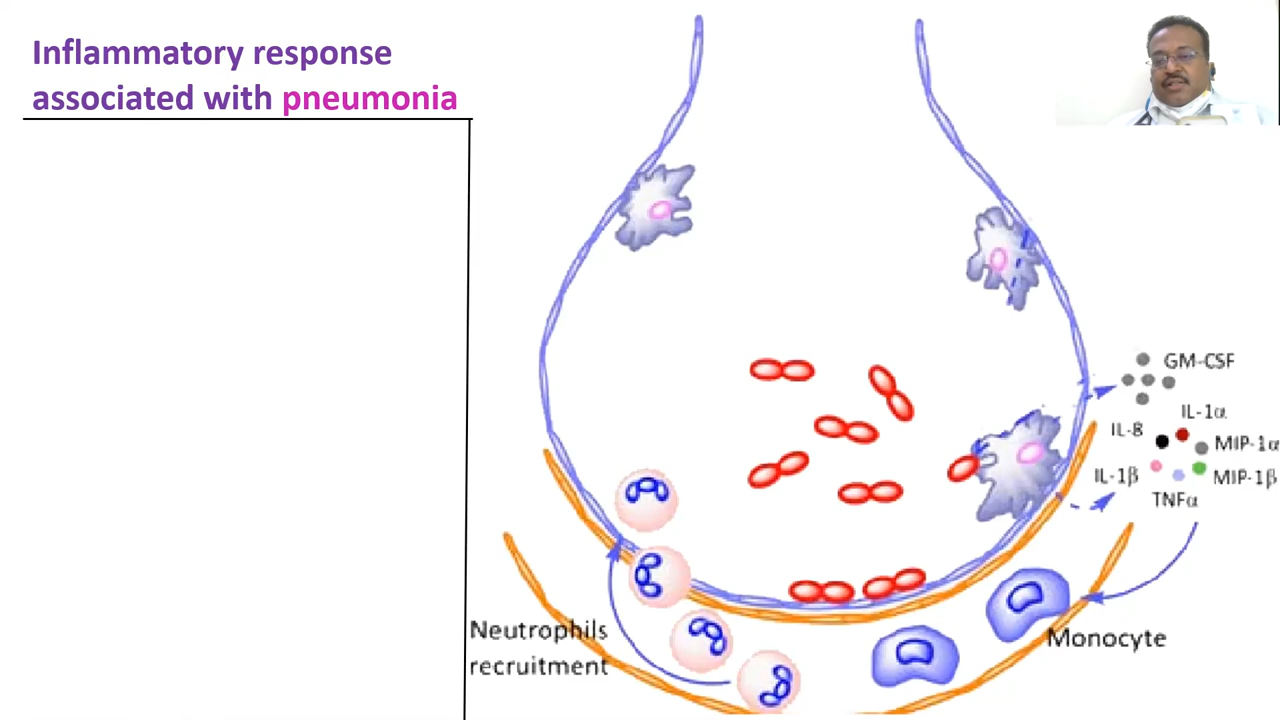 Inflammatory response
associated with pneumonia
GM-CSF
IL-1α
IL-8
MIP-1α
IL-1β
MIP-1β
TNFα
Neutrophils
recruitment
Monocyte